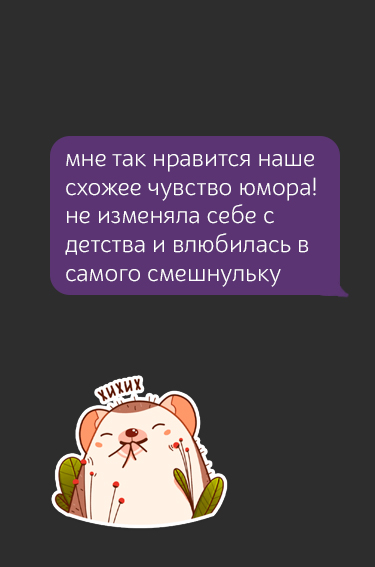 мне так нравится наше
схожее чувство юмора!
не изменяла себе с
детства и влюбилась в
самого смешнульку
хихих